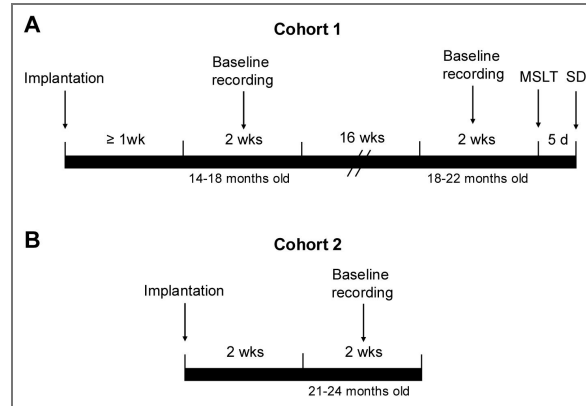 A
Cohort 1
Baseline
recording
Baseline
recording
Implantation
MSLT SD
≥ 1wk
2 wks
16 wks
2 wks
5 d
14-18 months old
18-22 months old
B
Cohort 2
Baseline
recording
Implantation
2 wks
2 wks
21-24 months old